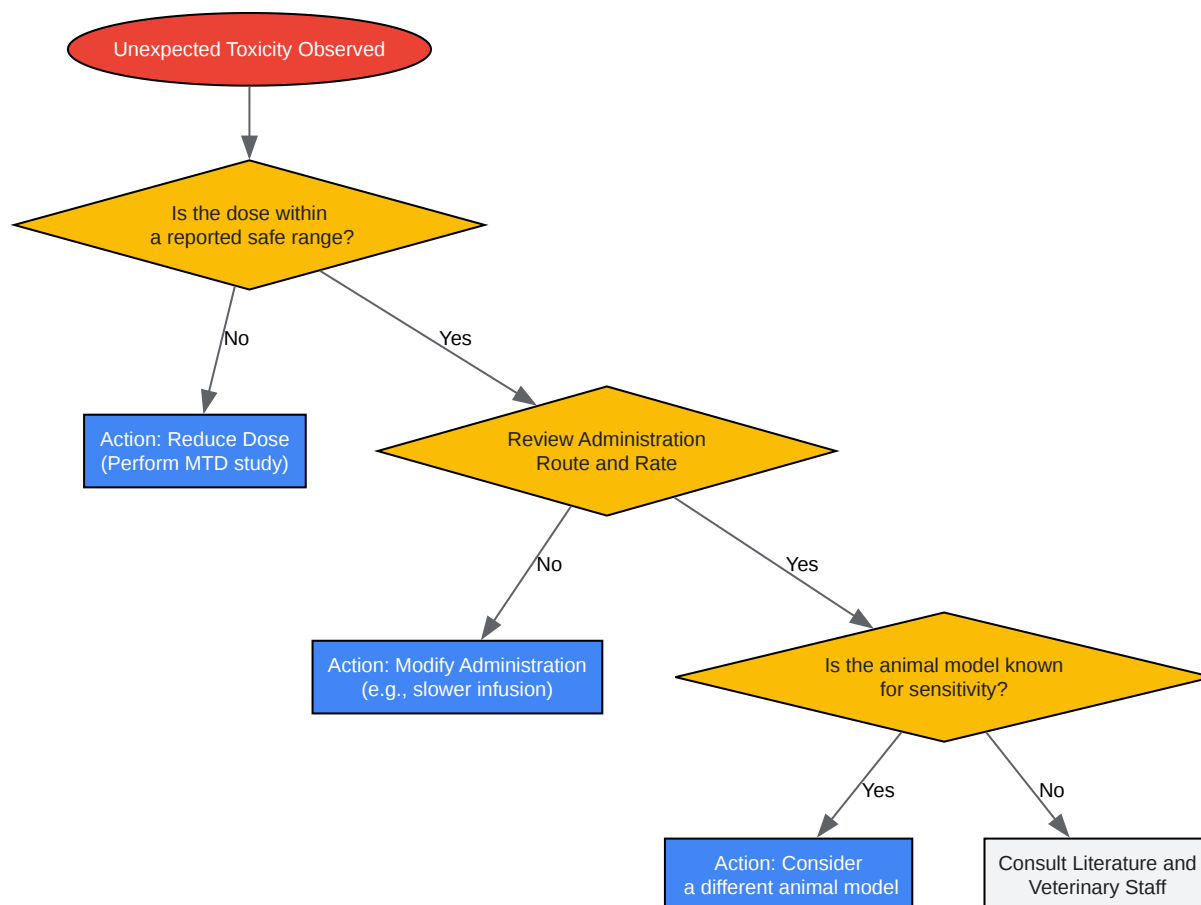 Unexpected Toxicity Observed
Is the dose within
a reported safe range?
No
Yes
Action: Reduce Dose
(Perform MTD study)
Review Administration
Route and Rate
No
Yes
Action: Modify Administration
(e.g., slower infusion)
Is the animal model known
for sensitivity?
Yes
No
Action: Consider
a different animal model
Consult Literature and
Veterinary Staff